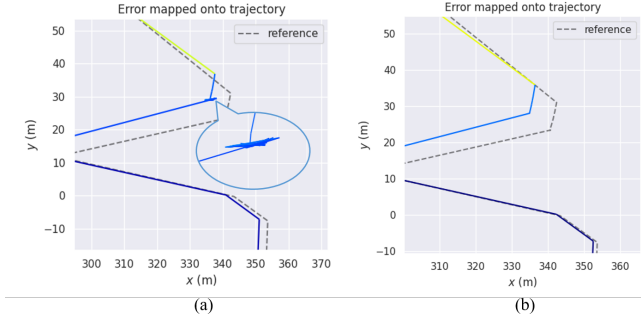 Error mapped onto trajectory
reference
50
40
30
20
10
0
−10
y (m)
300 310 320 330 340 350 360 370
x (m)
(a)
Error mapped onto trajectory
reference
50
40
30
20
10
0
−10
y (m)
300 310 320 330 340 350 360
x (m)
(b)